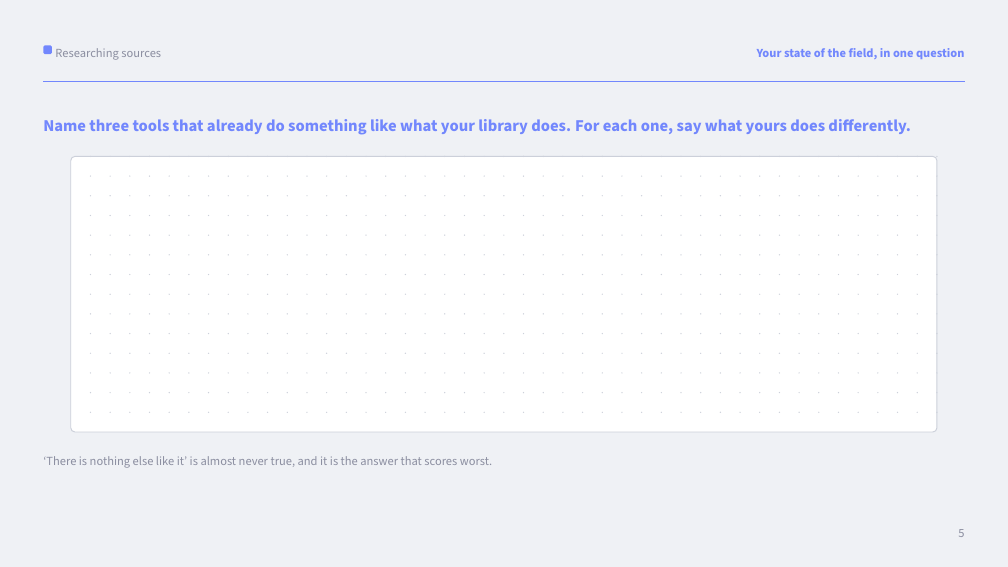 Researching sources
Your state of the field, in one question
Name three tools that already do something like what your library does. For each one, say what yours does differently.
‘There is nothing else like it’ is almost never true, and it is the answer that scores worst.
5